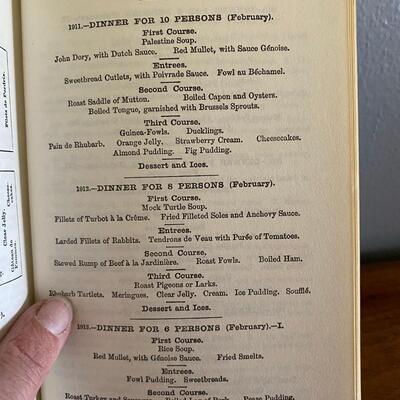 1911.—DINNER FOR 10 PERSONS (February).
First Course.
Palestine Soup.
John Dory, with Dutch Sauce. Red Mullet, with Sauce Génoise.
Entrees.
Sweetbread Cutlets, with Poivrade Sauce. Fowl au Béchamel.
Second Course.
Roast Saddle of Mutton. Boiled Capon and Oysters.
Boiled Tongue, garnished with Brussels Sprouts.
Third Course.
Guinea-Fowls. Ducklings.
Pain de Rhubarb. Orange Jelly. Strawberry Cream. Cheesecakes.
Almond Pudding. Fig Pudding.
Dessert and Ices.
1912.—DINNER FOR 8 PERSONS (February).
First Course.
Mock Turtle Soup.
Fillets of Turbot à la Crême. Fried Filleted Soles and Anchovy Sauce.
Entrées.
Larded Fillets of Rabbits. Tendrons de Veau with Purée of Tomatoes.
Second Course,
Stewed Rump of Beef à la Jardinière. Roast Fowls. Boiled Ham.
Third Course.
Roast Pigeons or Larks.
Rhubarb Tartlets. Meringues. Clear Jelly. Cream. Ice Pudding. Soufflé.
Dessert and Ices.
1913.—DINNER FOR 6 PERSONS (February).—I.
First Course.
Rice Soup.
Red Mullet, with Génoise Sauce. Fried Smelts.
Entrées.
Fowl Pudding. Sweetbreads.
Second Course.